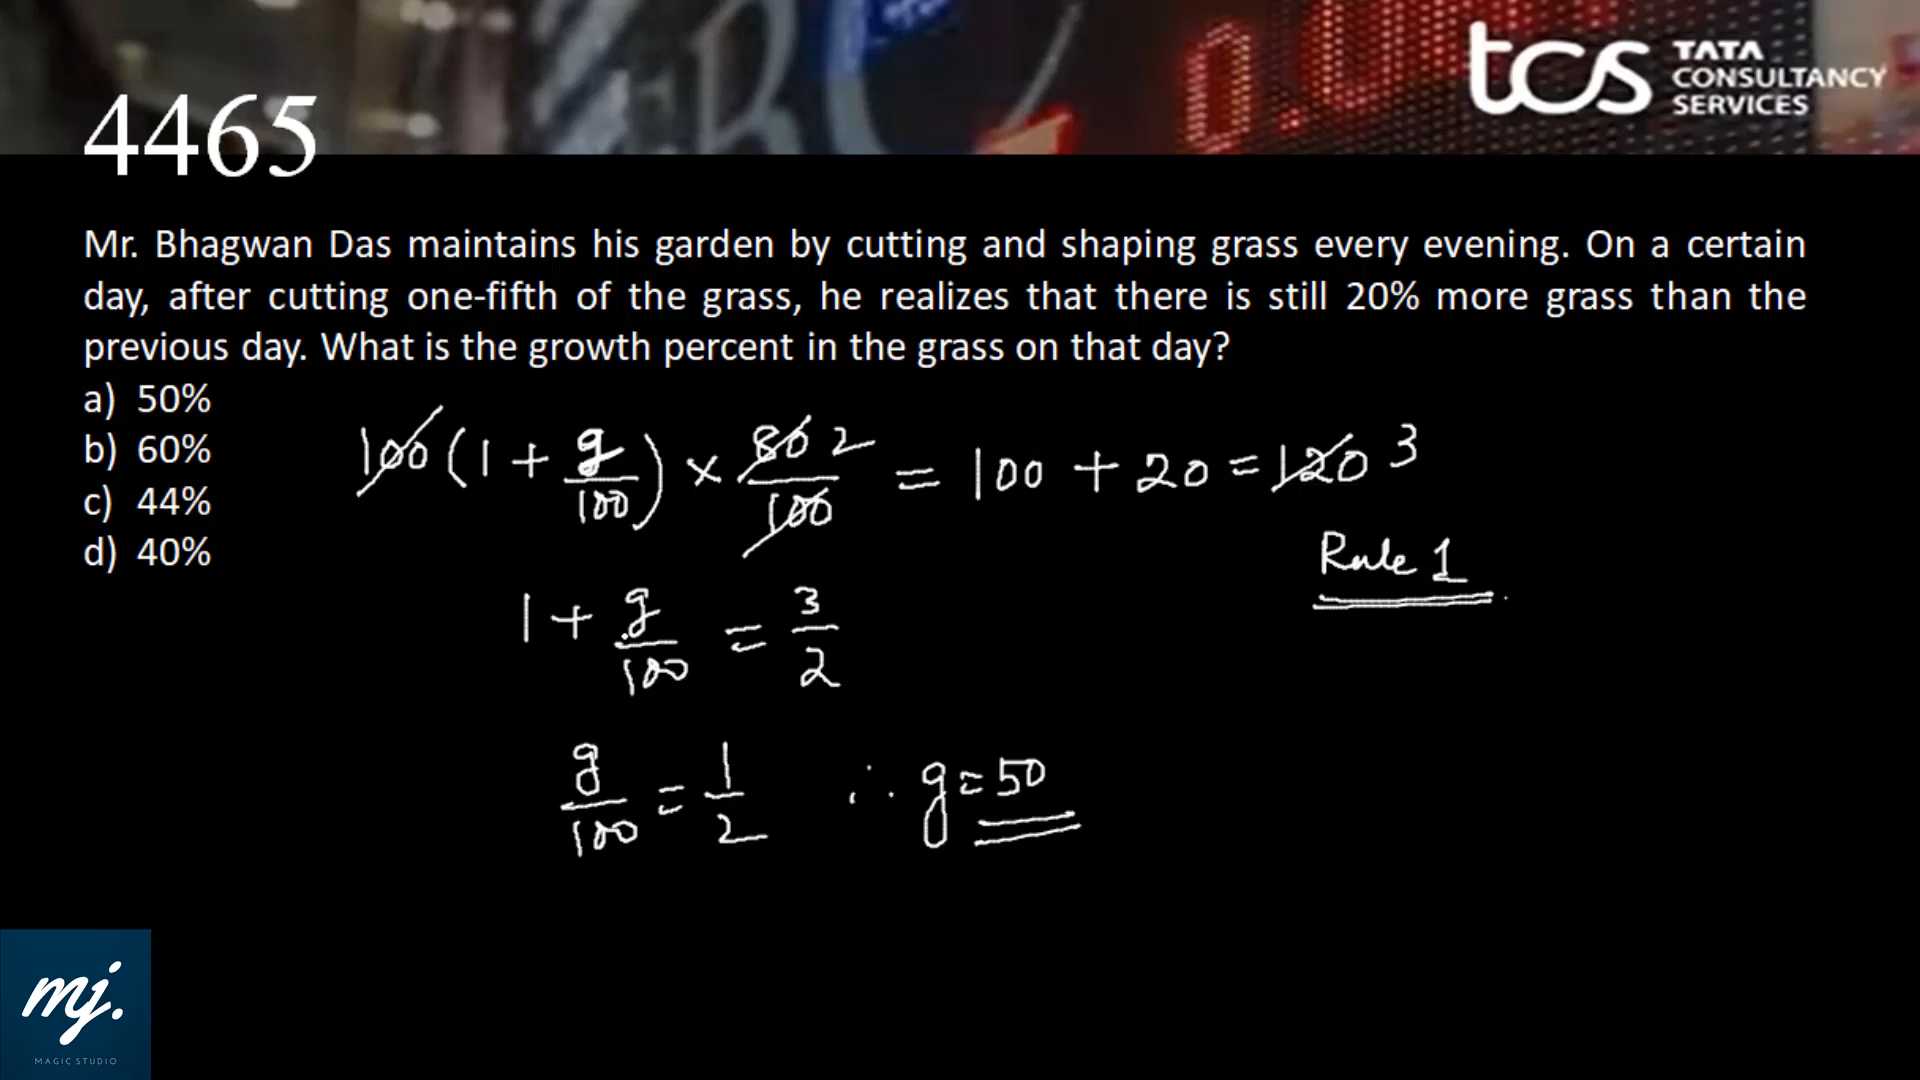 tcs TATA
CONSULTANCY
SERVICES
4465
Mr. Bhagwan Das maintains his garden by cutting and shaping grass every evening. On a certain
day, after cutting one-fifth of the grass, he realizes that there is still 20% more grass than the
previous day. What is the growth percent in the grass on that day?
a) 50%
b) 60%
c) 44%
d) 40%
100 (1 + g/100) × 80 2/100 = 100 + 20 = 120 3
Rule 1
1 + g/100 = 3/2
g/100 = 1/2 ∴ g = 50
mj.
MAGIC STUDIO